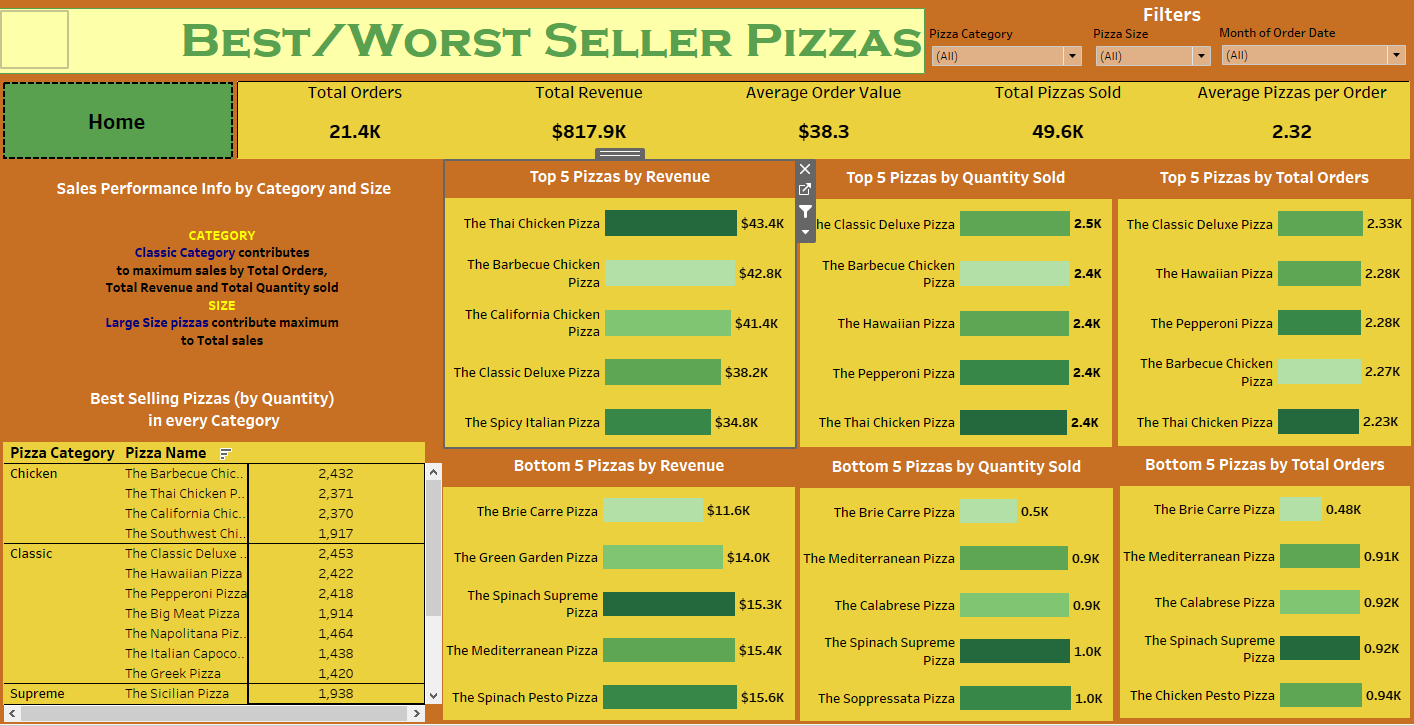 Best/Worst Seller Pizzas
Filters
Pizza Category
Pizza Size
Month of Order Date
(All)
(All)
(All)
Home
Total Orders
21.4K
Total Revenue
$817.9K
Average Order Value
$38.3
Total Pizzas Sold
49.6K
Average Pizzas per Order
2.32
Sales Performance Info by Category and Size
CATEGORY
Classic Category contributes
to maximum sales by Total Orders,
Total Revenue and Total Quantity sold
SIZE
Large Size pizzas contribute maximum
to Total sales
Best Selling Pizzas (by Quantity)
in every Category
Pizza Category Pizza Name
Chicken The Barbecue Chic.. 2,432
The Thai Chicken P.. 2,371
The California Chic.. 2,370
The Southwest Chi.. 1,917
Classic The Classic Deluxe .. 2,453
The Hawaiian Pizza 2,422
The Pepperoni Pizza 2,418
The Big Meat Pizza 1,914
The Napolitana Piz.. 1,464
The Italian Capoco.. 1,438
The Greek Pizza 1,420
Supreme The Sicilian Pizza 1,938
Top 5 Pizzas by Revenue
The Thai Chicken Pizza $43.4K
The Barbecue Chicken
Pizza $42.8K
The California Chicken
Pizza $41.4K
The Classic Deluxe Pizza $38.2K
The Spicy Italian Pizza $34.8K
Top 5 Pizzas by Quantity Sold
he Classic Deluxe Pizza 2.5K
The Barbecue Chicken
Pizza 2.4K
The Hawaiian Pizza 2.4K
The Pepperoni Pizza 2.4K
The Thai Chicken Pizza 2.4K
Top 5 Pizzas by Total Orders
The Classic Deluxe Pizza 2.33K
The Hawaiian Pizza 2.28K
The Pepperoni Pizza 2.28K
The Barbecue Chicken
Pizza 2.27K
The Thai Chicken Pizza 2.23K
Bottom 5 Pizzas by Revenue
The Brie Carre Pizza $11.6K
The Green Garden Pizza $14.0K
The Spinach Supreme
Pizza $15.3K
The Mediterranean Pizza $15.4K
The Spinach Pesto Pizza $15.6K
Bottom 5 Pizzas by Quantity Sold
The Brie Carre Pizza 0.5K
The Mediterranean Pizza 0.9K
The Calabrese Pizza 0.9K
The Spinach Supreme
Pizza 1.0K
The Soppressata Pizza 1.0K
Bottom 5 Pizzas by Total Orders
The Brie Carre Pizza 0.48K
The Mediterranean Pizza 0.91K
The Calabrese Pizza 0.92K
The Spinach Supreme
Pizza 0.92K
The Chicken Pesto Pizza 0.94K